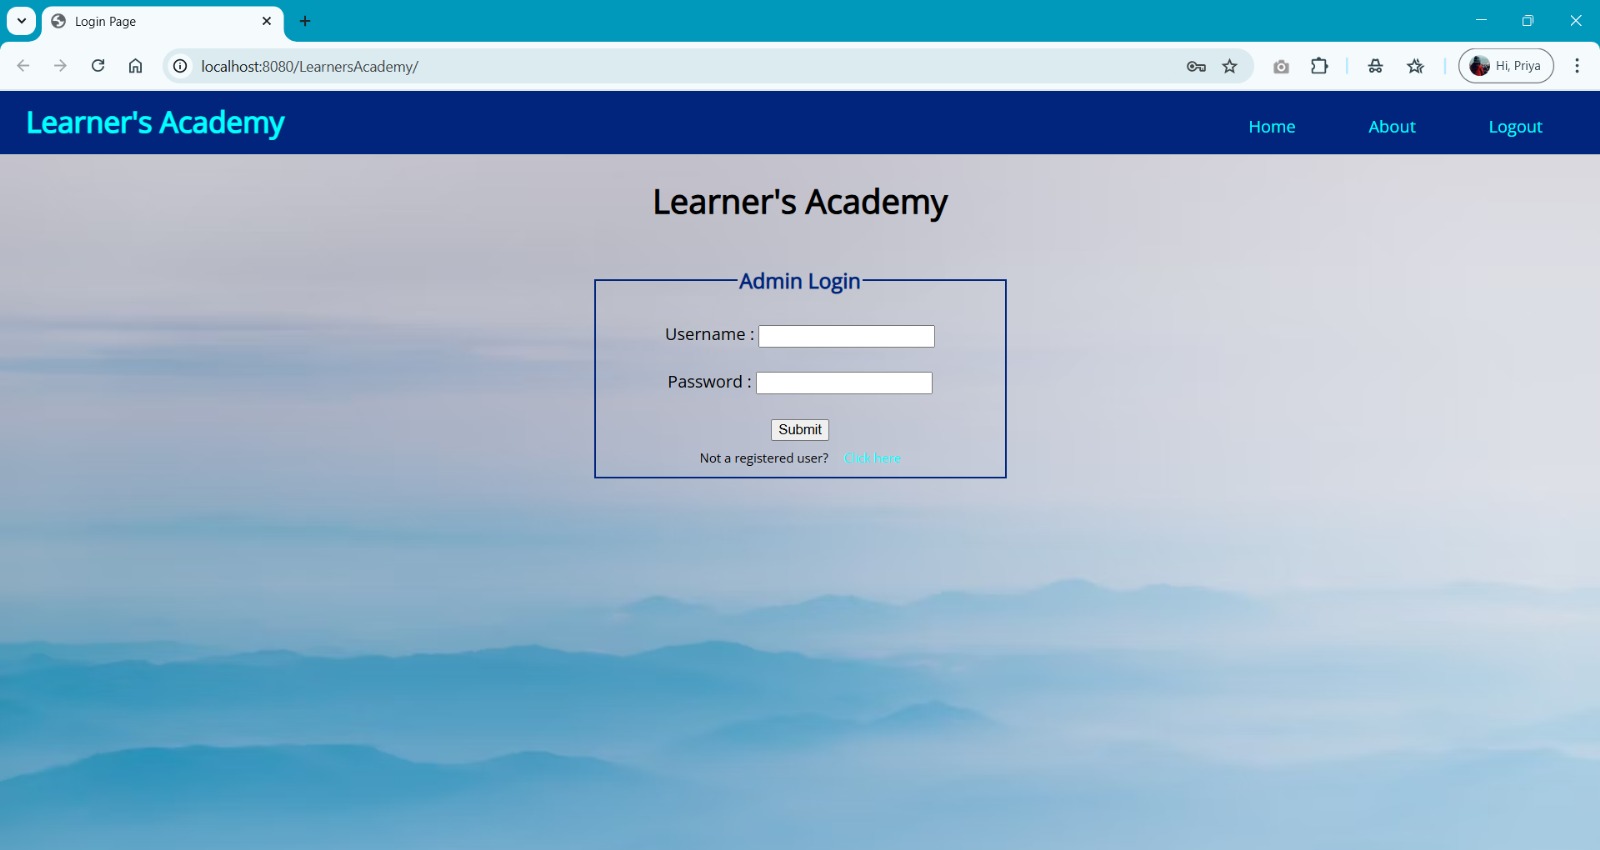 Login Page
localhost:8080/LearnersAcademy/
Hi, Priya
Learner's Academy
Home About Logout
Learner's Academy
Admin Login
Username :
Password :
Submit
Not a registered user? Click here